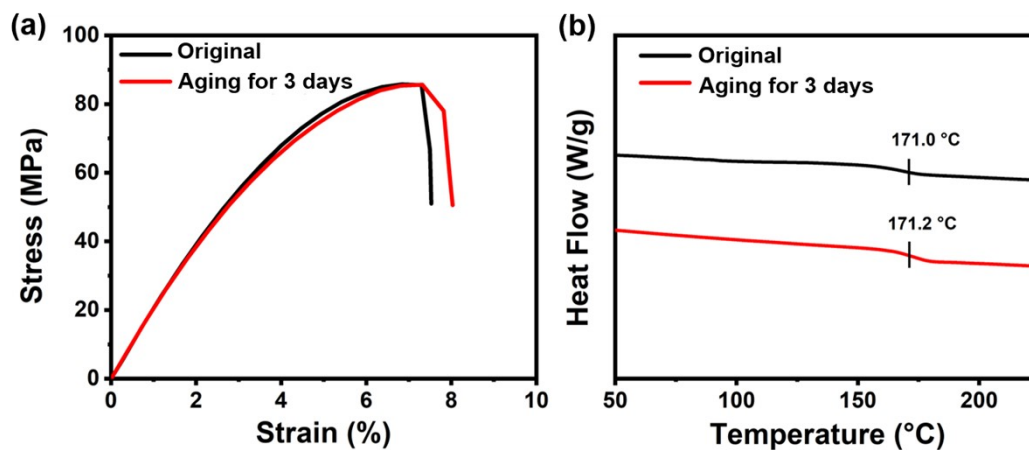 (a)
Original
Aging for 3 days
Stress (MPa)
100
80
60
40
20
0
0 2 4 6 8 10
Strain (%)
(b)
Original
Aging for 3 days
171.0 °C
171.2 °C
Heat Flow (W/g)
50 100 150 200
Temperature (°C)